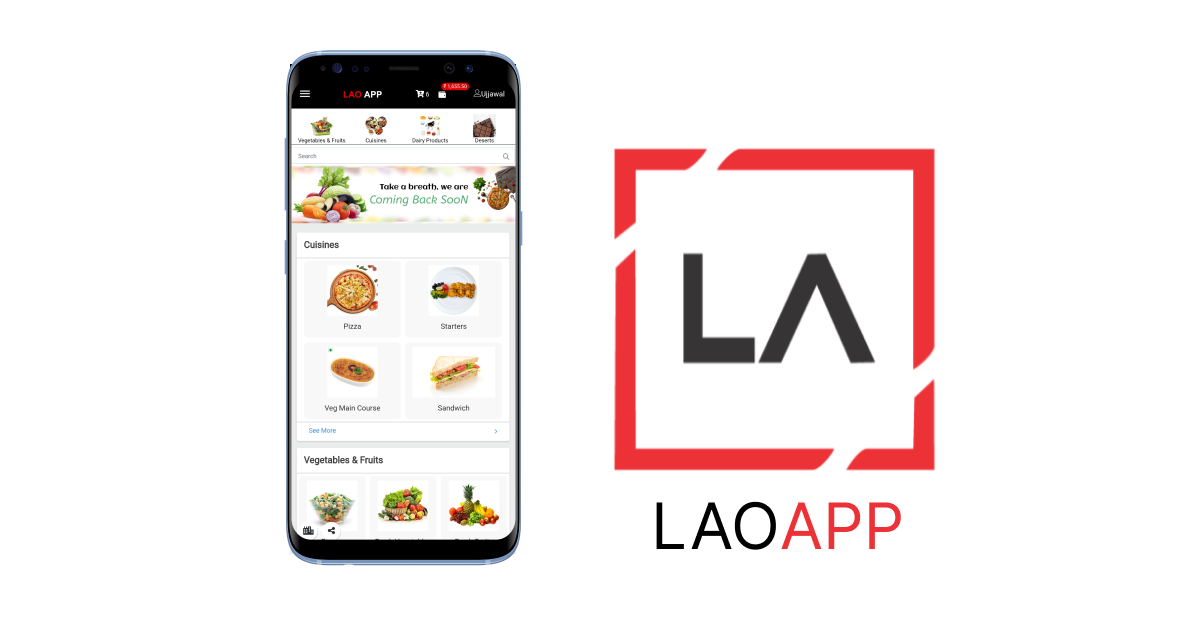 LAO APP
6
₹1,455.50
Ujjawal
Vegetables & Fruits
Cuisines
Dairy Products
Deserts
Search
Take a breath, we are
Coming Back SooN
Cuisines
Pizza
Starters
Veg Main Course
Sandwich
See More
Vegetables & Fruits
LA
LAOAPP